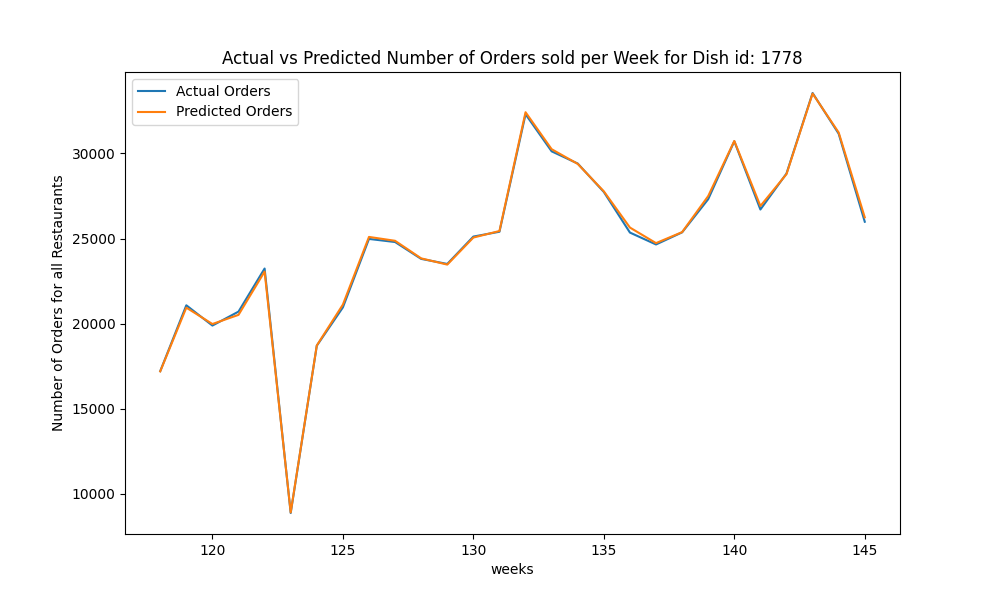 Actual vs Predicted Number of Orders sold per Week for Dish id: 1778
Actual Orders
Predicted Orders
Number of Orders for all Restaurants
30000
25000
20000
15000
10000
120 125 130 135 140 145
weeks